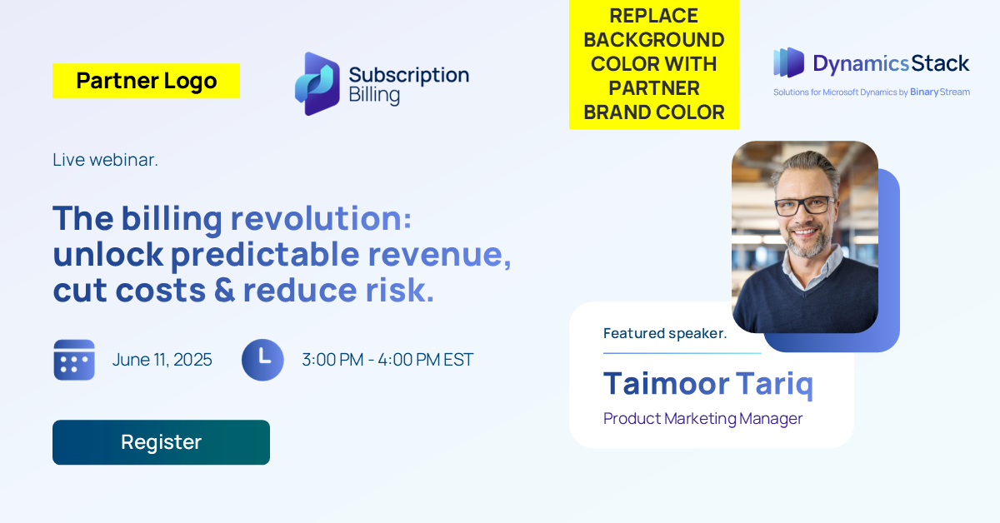 Partner Logo
Subscription
Billing
REPLACE
BACKGROUND
COLOR WITH
PARTNER
BRAND COLOR
DynamicsStack
Solutions for Microsoft Dynamics by BinaryStream
Live webinar.
The billing revolution:
unlock predictable revenue,
cut costs & reduce risk.
June 11, 2025
3:00 PM - 4:00 PM EST
Register
Featured speaker.
Taimoor Tariq
Product Marketing Manager